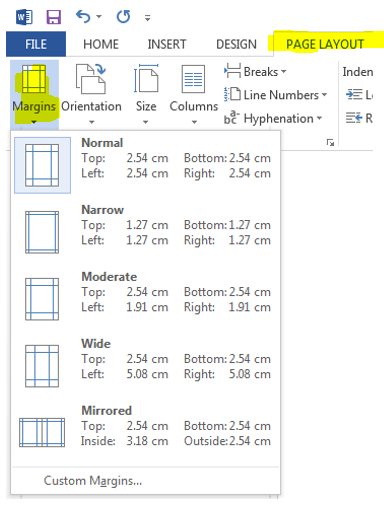 FILE HOME INSERT DESIGN PAGE LAYOUT
Margins Orientation Size Columns
Breaks
Line Numbers
Hyphenation
Inden
Normal
Top: 2.54 cm Bottom: 2.54 cm
Left: 2.54 cm Right: 2.54 cm
Narrow
Top: 1.27 cm Bottom: 1.27 cm
Left: 1.27 cm Right: 1.27 cm
Moderate
Top: 2.54 cm Bottom: 2.54 cm
Left: 1.91 cm Right: 1.91 cm
Wide
Top: 2.54 cm Bottom: 2.54 cm
Left: 5.08 cm Right: 5.08 cm
Mirrored
Top: 2.54 cm Bottom: 2.54 cm
Inside: 3.18 cm Outside: 2.54 cm
Custom Margins...